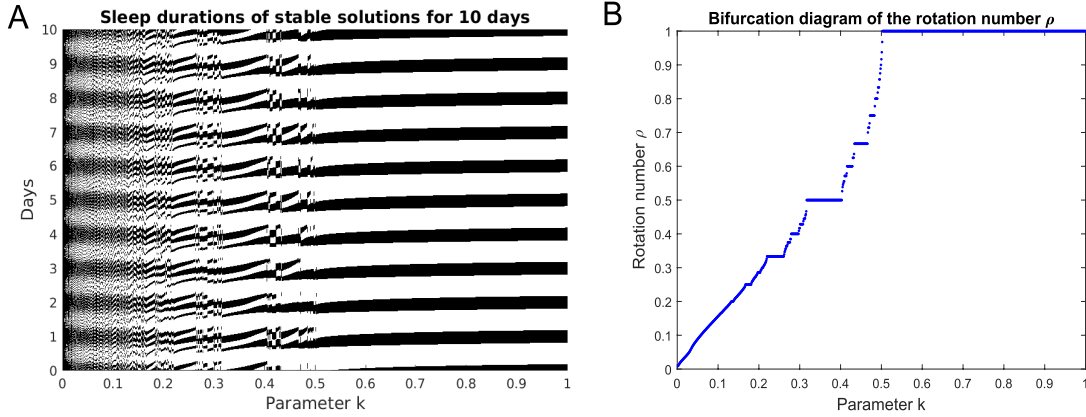 A
Sleep durations of stable solutions for 10 days
10
9
8
7
6
5
4
3
2
1
0
Days
0 0.1 0.2 0.3 0.4 0.5 0.6 0.7 0.8 0.9 1
Parameter k
B
Bifurcation diagram of the rotation number ρ
1
0.9
0.8
0.7
0.6
0.5
0.4
0.3
0.2
0.1
0
Rotation number ρ
0 0.1 0.2 0.3 0.4 0.5 0.6 0.7 0.8 0.9 1
Parameter k